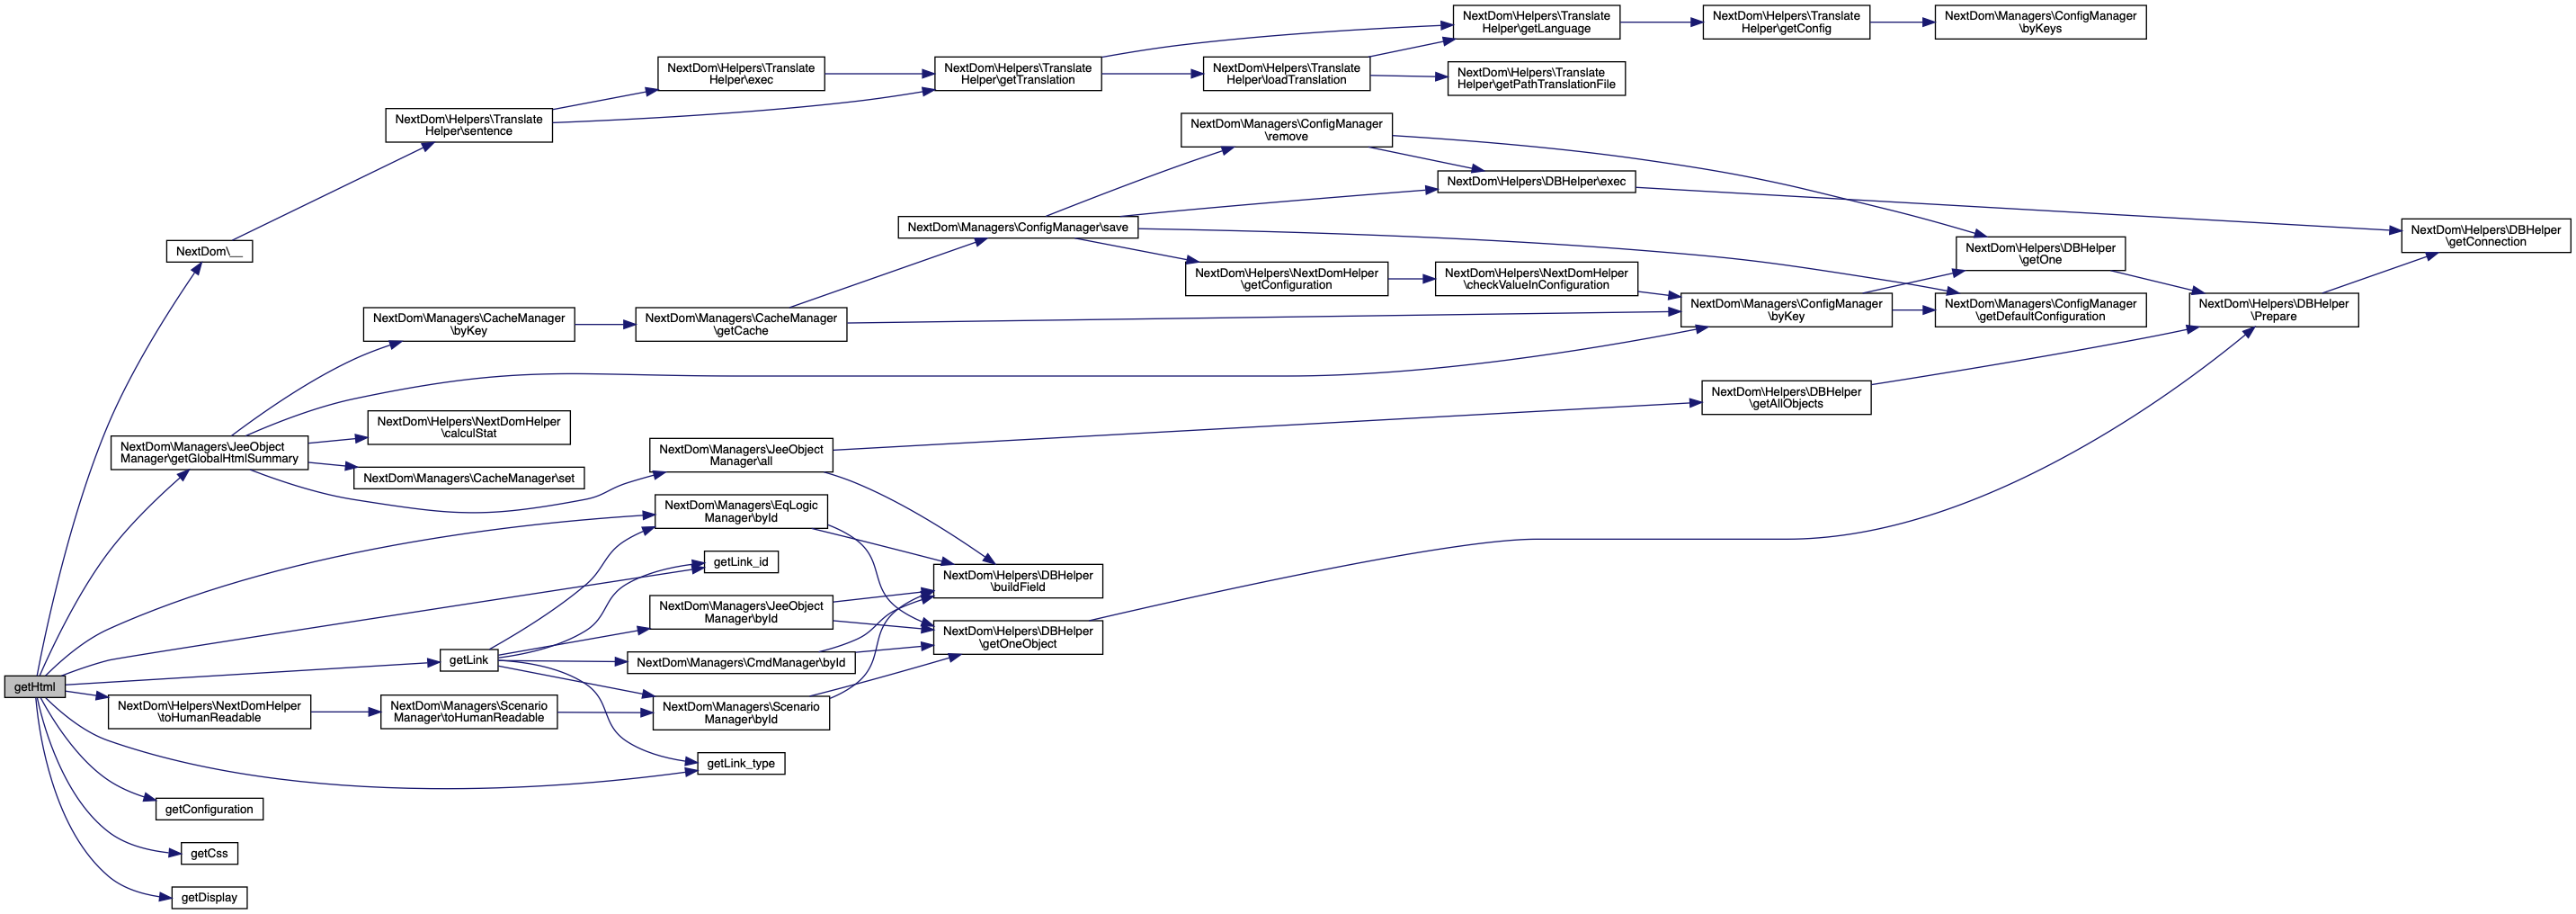 NextDom\Helpers\Translate
Helper\getLanguage
NextDom\Helpers\Translate
Helper\getConfig
NextDom\Managers\ConfigManager
\byKeys
NextDom\Helpers\Translate
Helper\exec
NextDom\Helpers\Translate
Helper\getTranslation
NextDom\Helpers\Translate
Helper\loadTranslation
NextDom\Helpers\Translate
Helper\getPathTranslationFile
NextDom\Helpers\Translate
Helper\sentence
NextDom\Managers\ConfigManager
\remove
NextDom\Helpers\DBHelper\exec
NextDom\Managers\ConfigManager\save
NextDom\__
NextDom\Helpers\DBHelper
\getConnection
NextDom\Helpers\DBHelper
\getOne
NextDom\Helpers\NextDomHelper
\getConfiguration
NextDom\Helpers\NextDomHelper
\checkValueInConfiguration
NextDom\Managers\CacheManager
\byKey
NextDom\Managers\CacheManager
\getCache
NextDom\Managers\ConfigManager
\byKey
NextDom\Managers\ConfigManager
\getDefaultConfiguration
NextDom\Helpers\DBHelper
\Prepare
NextDom\Helpers\DBHelper
\getAllObjects
NextDom\Helpers\NextDomHelper
\calculStat
NextDom\Managers\JeeObject
Manager\getGlobalHtmlSummary
NextDom\Managers\JeeObject
Manager\all
NextDom\Managers\CacheManager\set
NextDom\Managers\EqLogic
Manager\byId
getLink_id
NextDom\Helpers\DBHelper
\buildField
NextDom\Managers\JeeObject
Manager\byId
NextDom\Helpers\DBHelper
\getOneObject
getLink
NextDom\Managers\CmdManager\byId
getHtml
NextDom\Helpers\NextDomHelper
\toHumanReadable
NextDom\Managers\Scenario
Manager\toHumanReadable
NextDom\Managers\Scenario
Manager\byId
getLink_type
getConfiguration
getCss
getDisplay